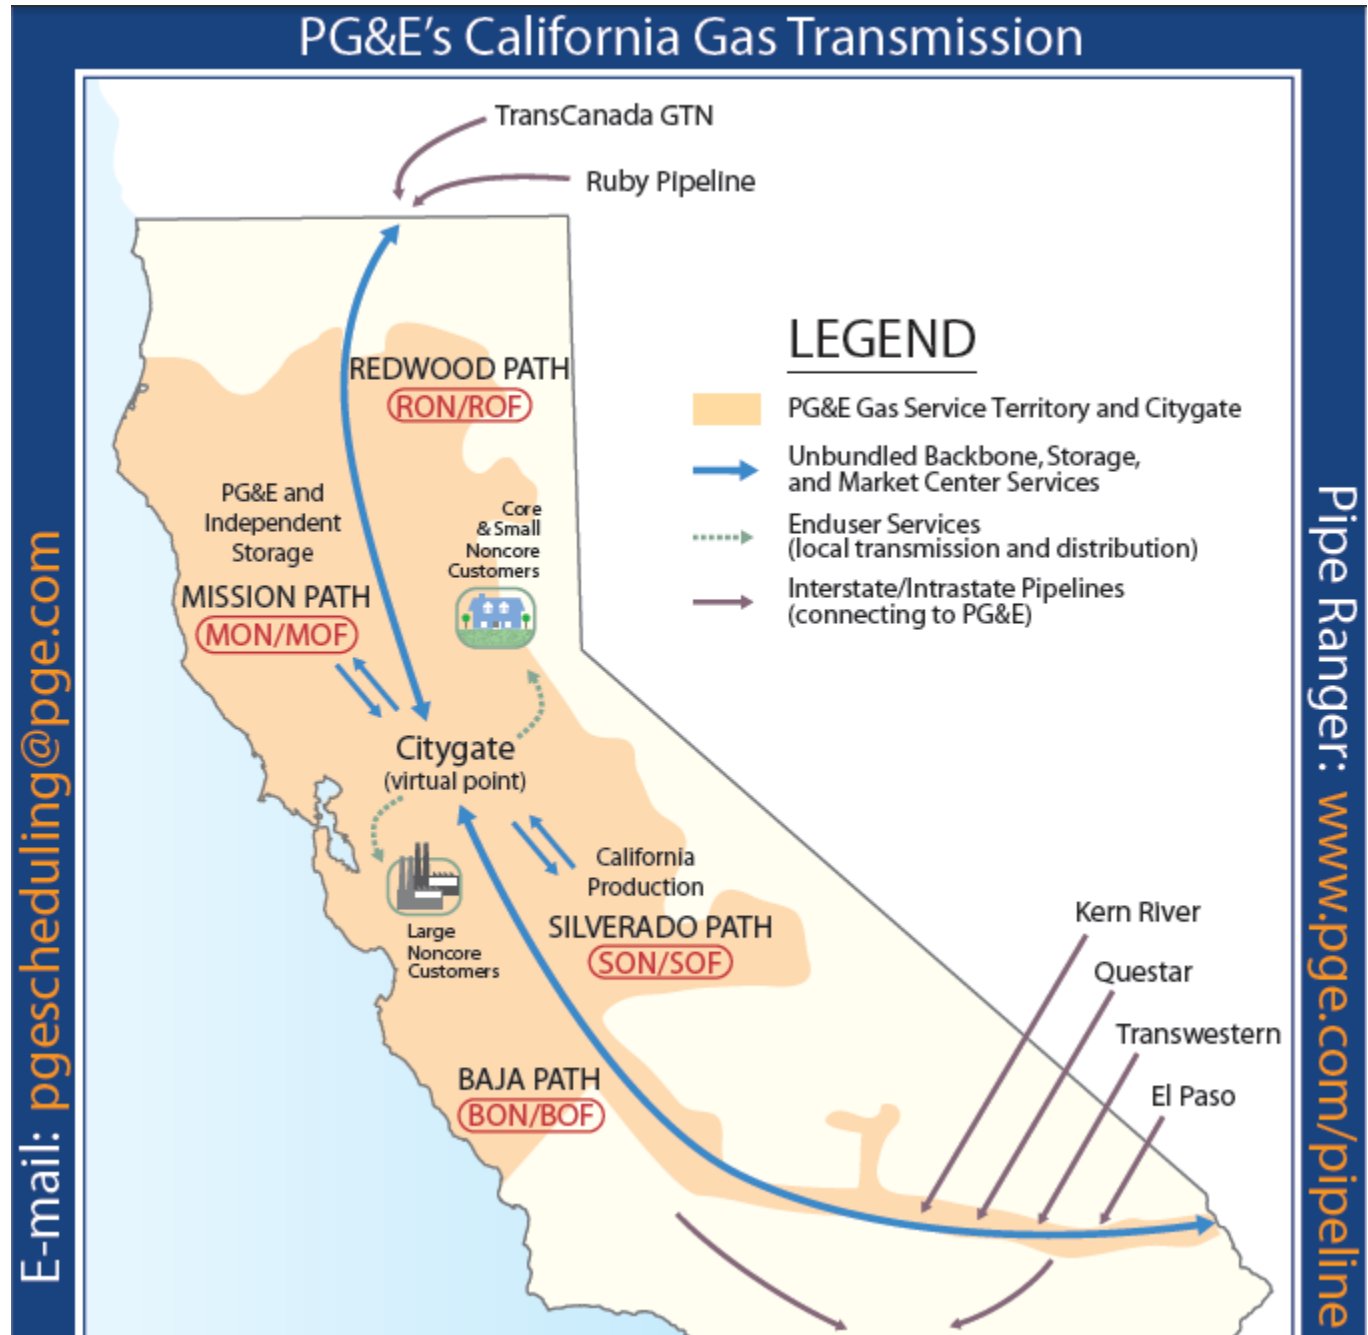 PG&E's California Gas Transmission
TransCanada GTN
Ruby Pipeline
LEGEND
PG&E Gas Service Territory and Citygate
Unbundled Backbone, Storage,
and Market Center Services
Enduser Services
(local transmission and distribution)
Interstate/Intrastate Pipelines
(connecting to PG&E)
REDWOOD PATH
RON/ROF
PG&E and
Independent
Storage
MISSION PATH
MON/MOF
Core
& Small
Noncore
Customers
Citygate
(virtual point)
California
Production
SILVERADO PATH
SON/SOF
Large
Noncore
Customers
BAJA PATH
BON/BOF
Kern River
Questar
Transwestern
El Paso
E-mail: pgescheduling@pge.com
Pipe Ranger: www.pge.com/pipeline